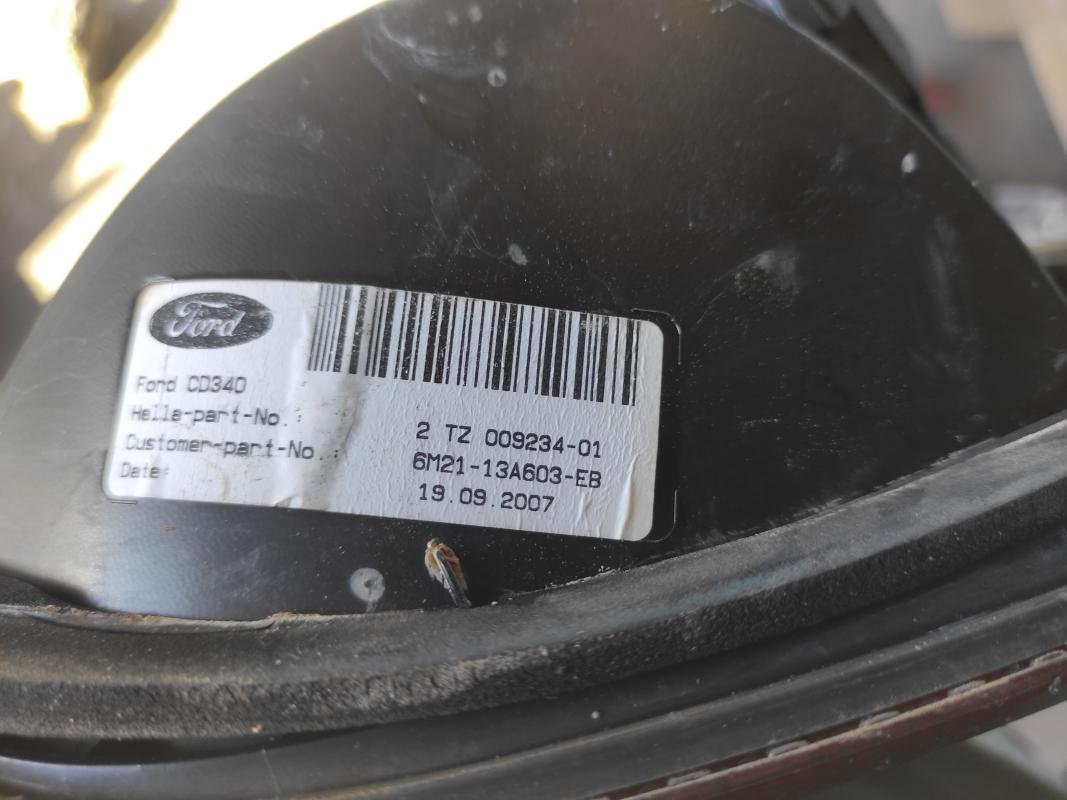 Ford
Ford CD340
Hella-part-No.: 2 TZ 009234-01
Customer-part-No.: 6M21-13A603-EB
Date: 19.09.2007